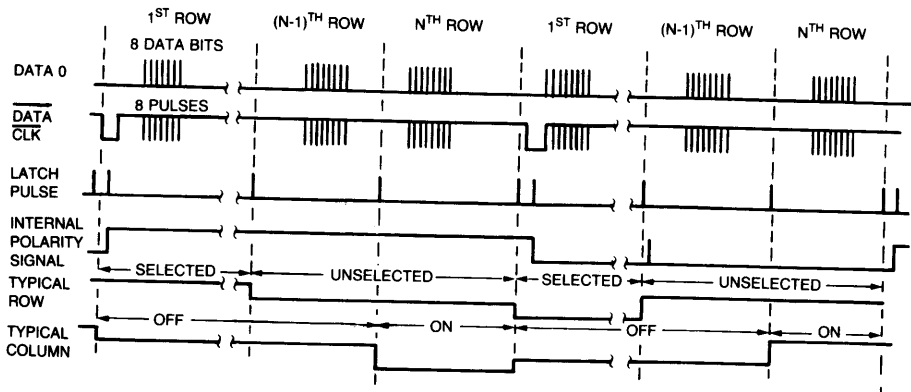 1ST ROW
(N-1)TH ROW
NTH ROW
1ST ROW
(N-1)TH ROW
NTH ROW
8 DATA BITS
DATA 0
8 PULSES
DATA
CLK
LATCH
PULSE
INTERNAL
POLARITY
SIGNAL
SELECTED
UNSELECTED
SELECTED
UNSELECTED
TYPICAL
ROW
OFF
ON
OFF
ON
TYPICAL
COLUMN